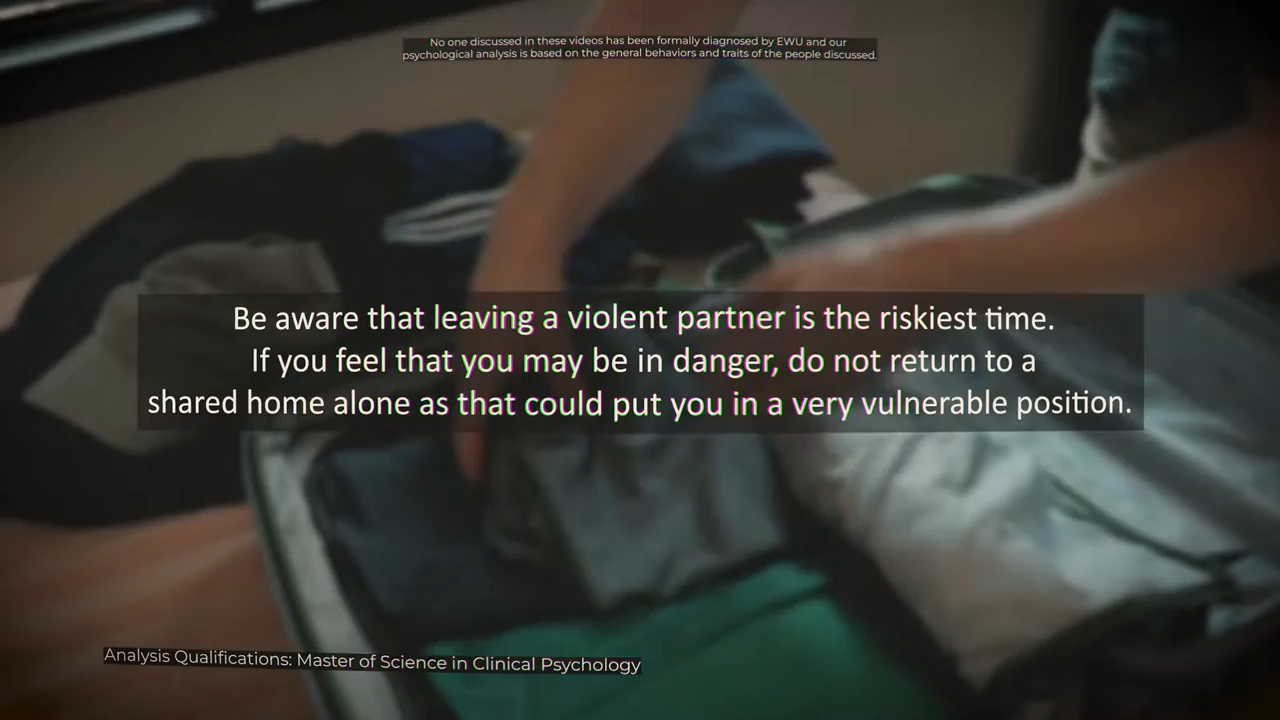 No one discussed in these videos has been formally diagnosed by EWU and our
psychological analysis is based on the general behaviors and traits of the people discussed.
Be aware that leaving a violent partner is the riskiest time.
If you feel that you may be in danger, do not return to a
shared home alone as that could put you in a very vulnerable position.
Analysis Qualifications: Master of Science in Clinical Psychology